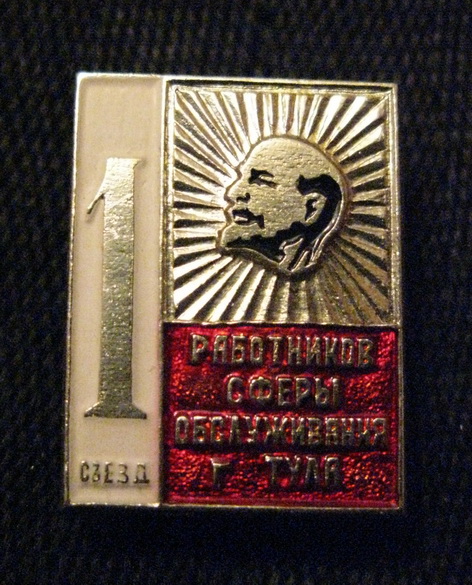 1
СЪЕЗД
РАБОТНИКОВ
СФЕРЫ
ОБСЛУЖИВАНИЯ
Г ТУЛА